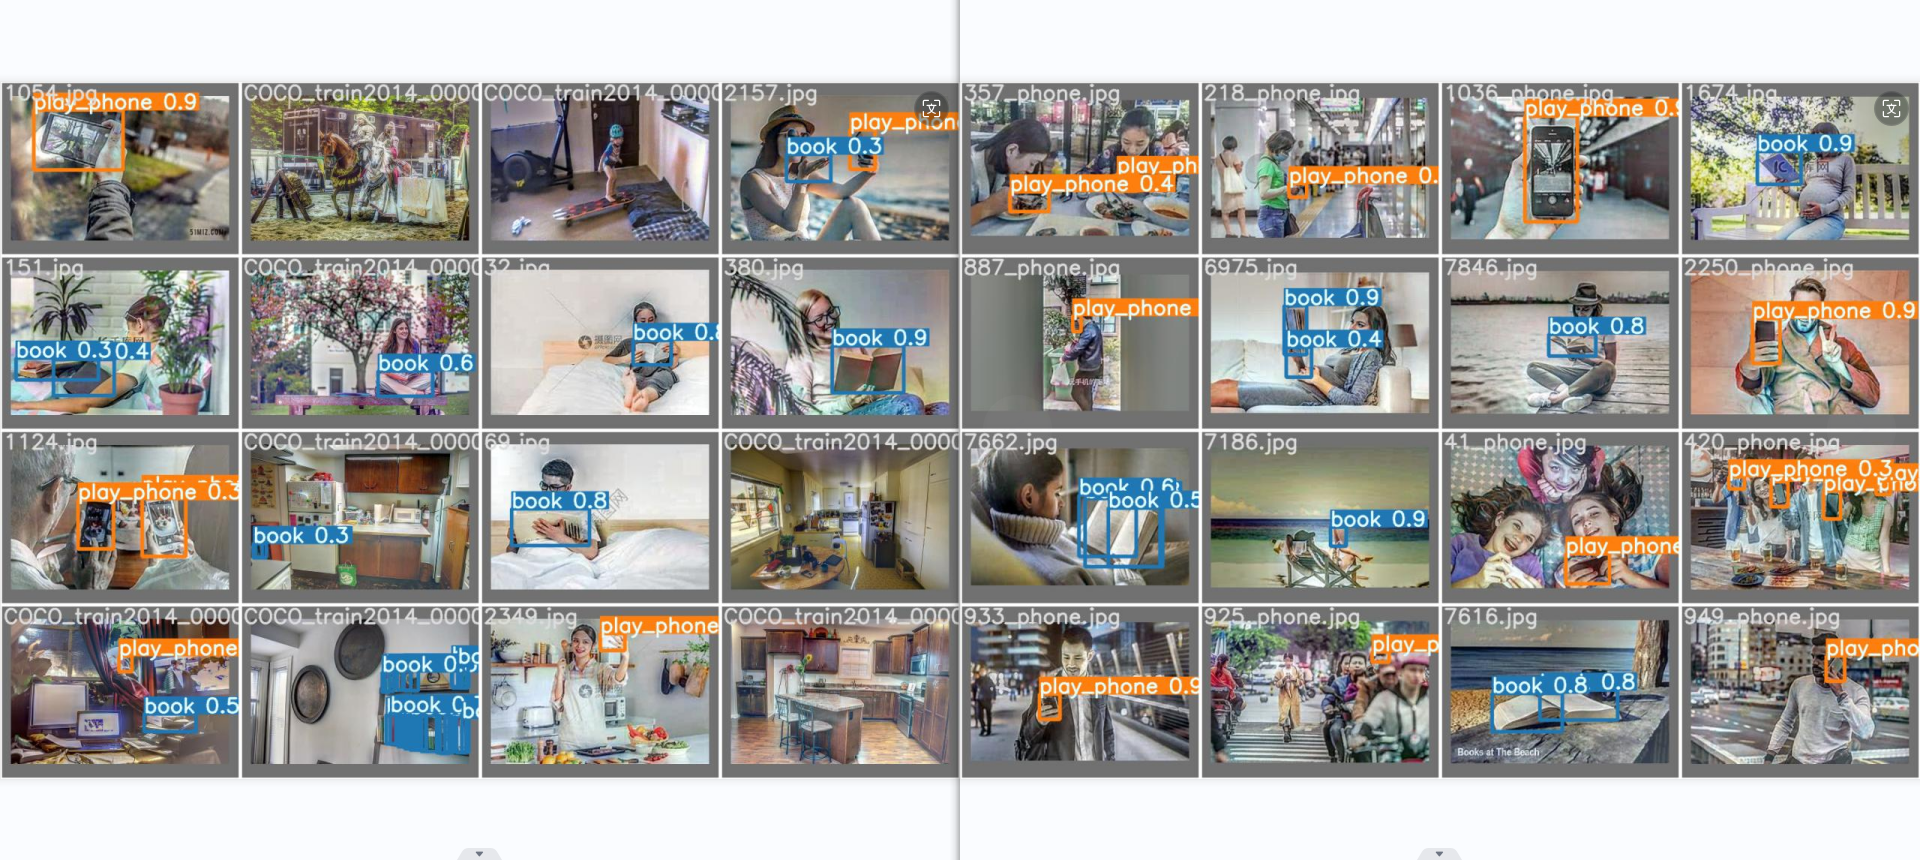 1054.jpg
play_phone 0.9
51MIZ.COM
COCO_train2014_0000
COCO_train2014_0000
2157.jpg
play_phon
book 0.3
357_phone.jpg
play_ph
play_phone 0.4
218_phone.jpg
play_phone 0.
1036_phone.jpg
play_phone 0.9
1674.jpg
book 0.9
151.jpg
book 0.3
0.4
COCO_train2014_0000
book 0.6
32.jpg
book 0.8
摄图网
380.jpg
book 0.9
887_phone.jpg
play_phone
6975.jpg
book 0.9
book 0.4
7846.jpg
book 0.8
2250_phone.jpg
play_phone 0.9
1124.jpg
play_phone 0.3
COCO_train2014_0000
book 0.3
69.jpg
book 0.8
COCO_train2014_0000
7662.jpg
book 0.6
book 0.5
7186.jpg
book 0.9
41_phone.jpg
play_phone
420_phone.jpg
play_phone 0.3
COCO_train2014_0000
play_phone
book 0.5
COCO_train2014_0000
book 0.
book 0.
2349.jpg
play_phone
COCO_train2014_0000
933_phone.jpg
play_phone 0.9
925_phone.jpg
play_p
7616.jpg
book 0.8
0.8
Books at The Beach
949_phone.jpg
play_pho